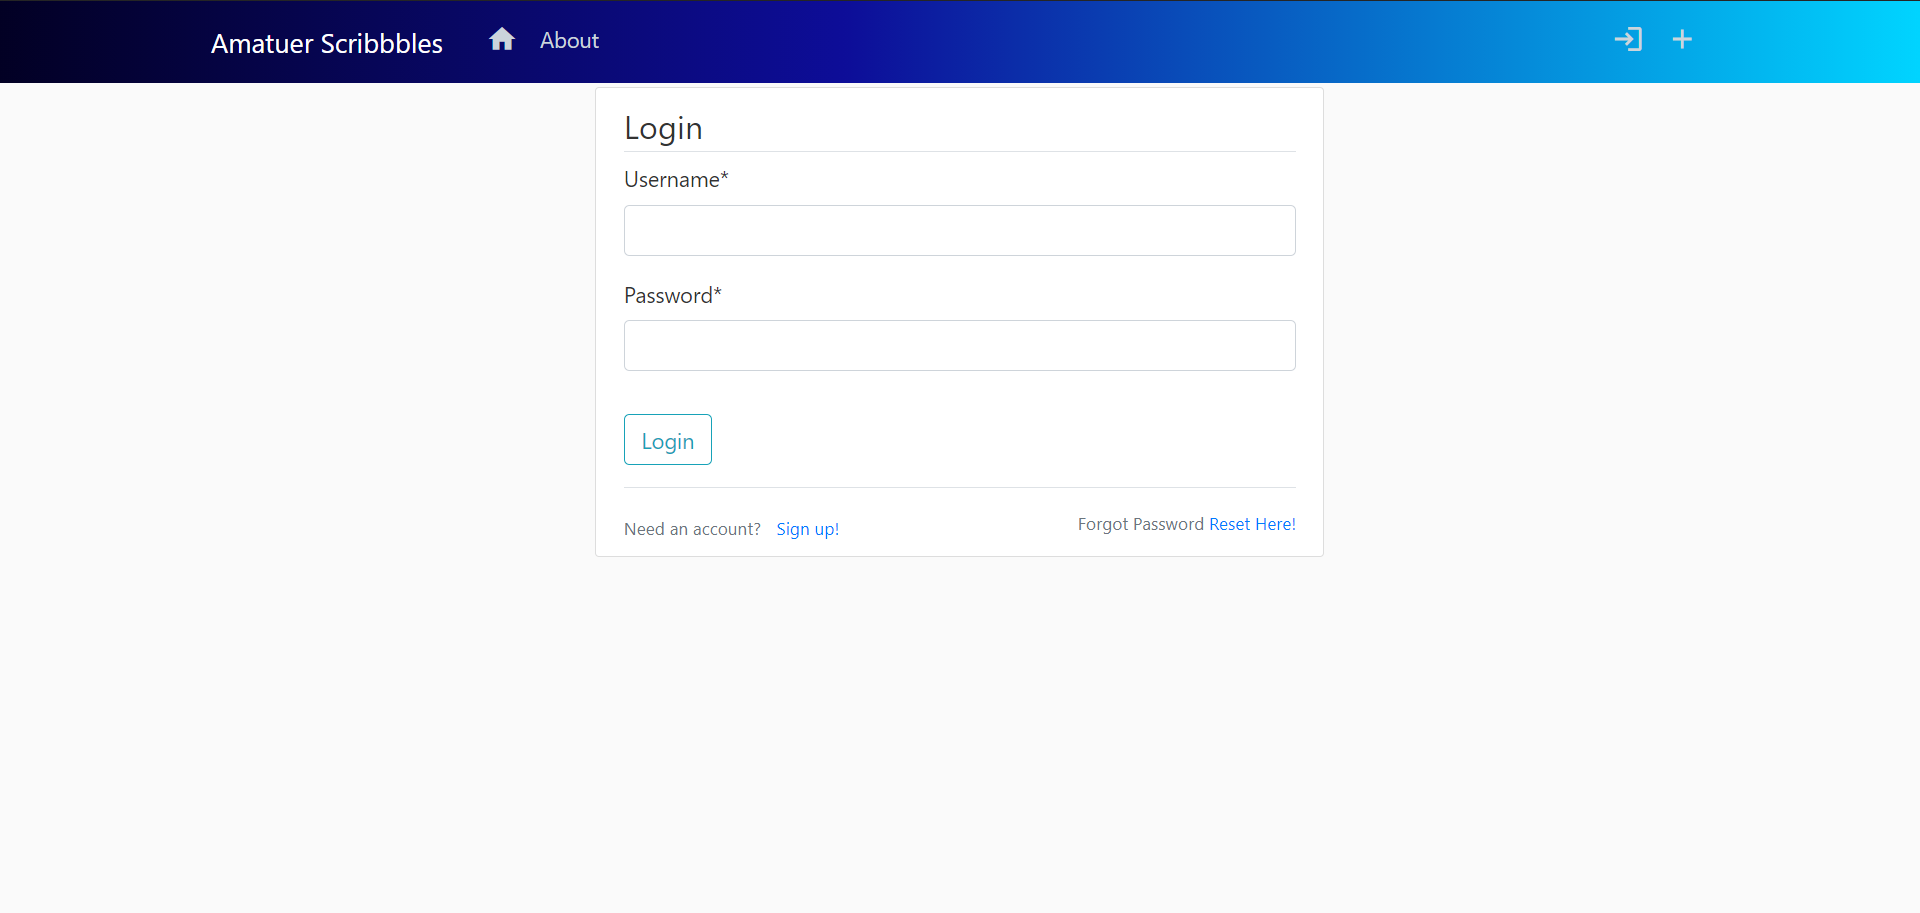 Amatuer Scribbbles About
Login
Username*
Password*
Login
Need an account? Sign up!
Forgot Password Reset Here!